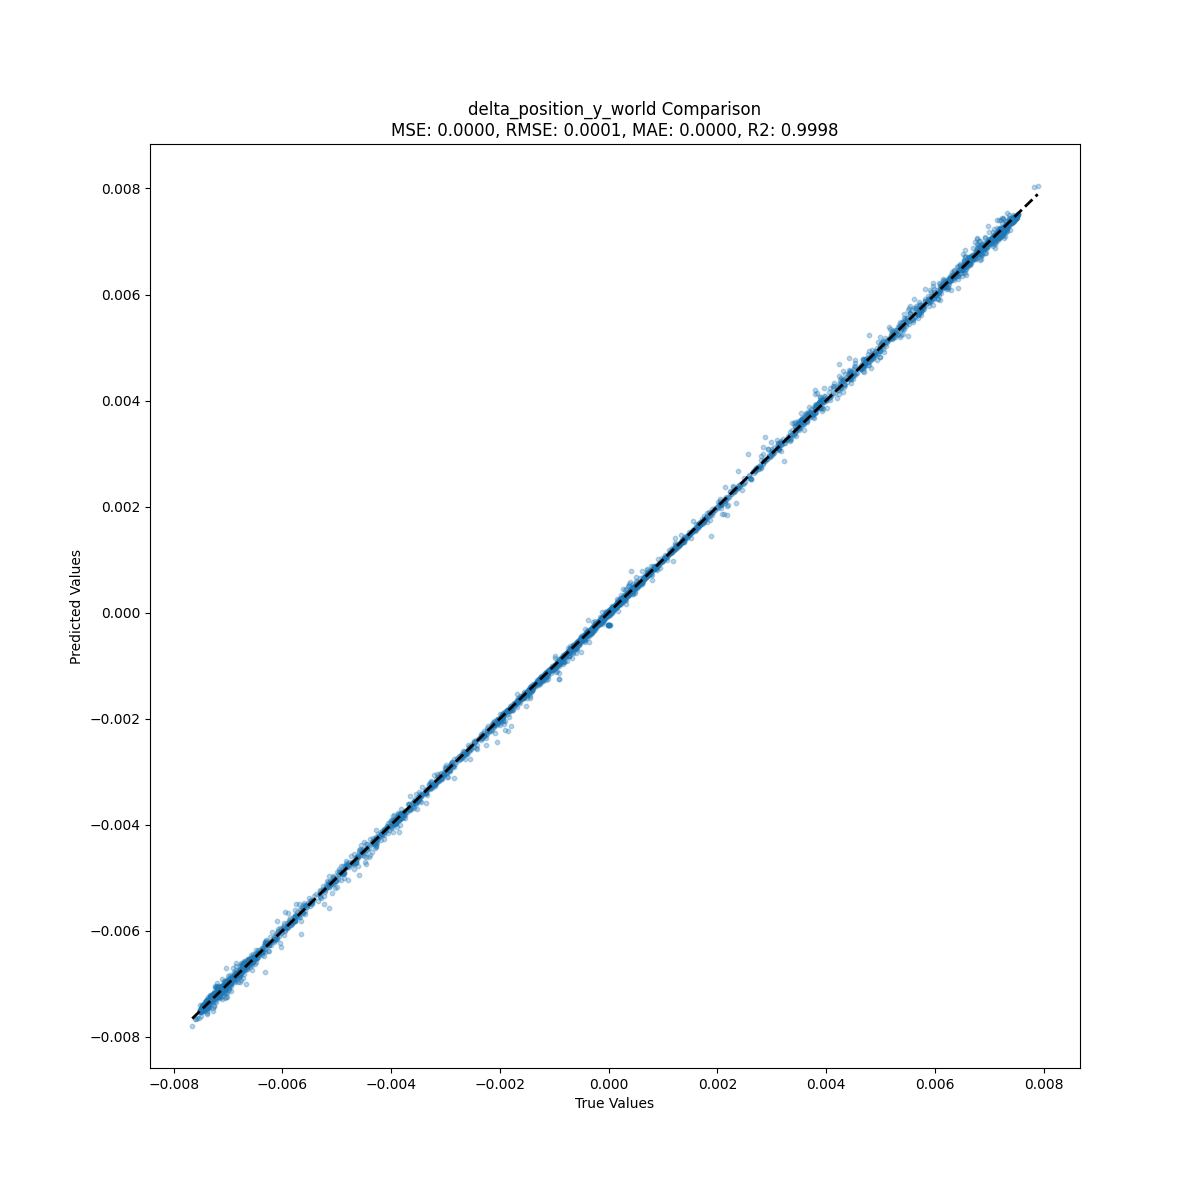 delta_position_y_world Comparison
MSE: 0.0000, RMSE: 0.0001, MAE: 0.0000, R2: 0.9998
0.008
0.006
0.004
0.002
0.000
−0.002
−0.004
−0.006
−0.008
Predicted Values
−0.008 −0.006 −0.004 −0.002 0.000 0.002 0.004 0.006 0.008
True Values